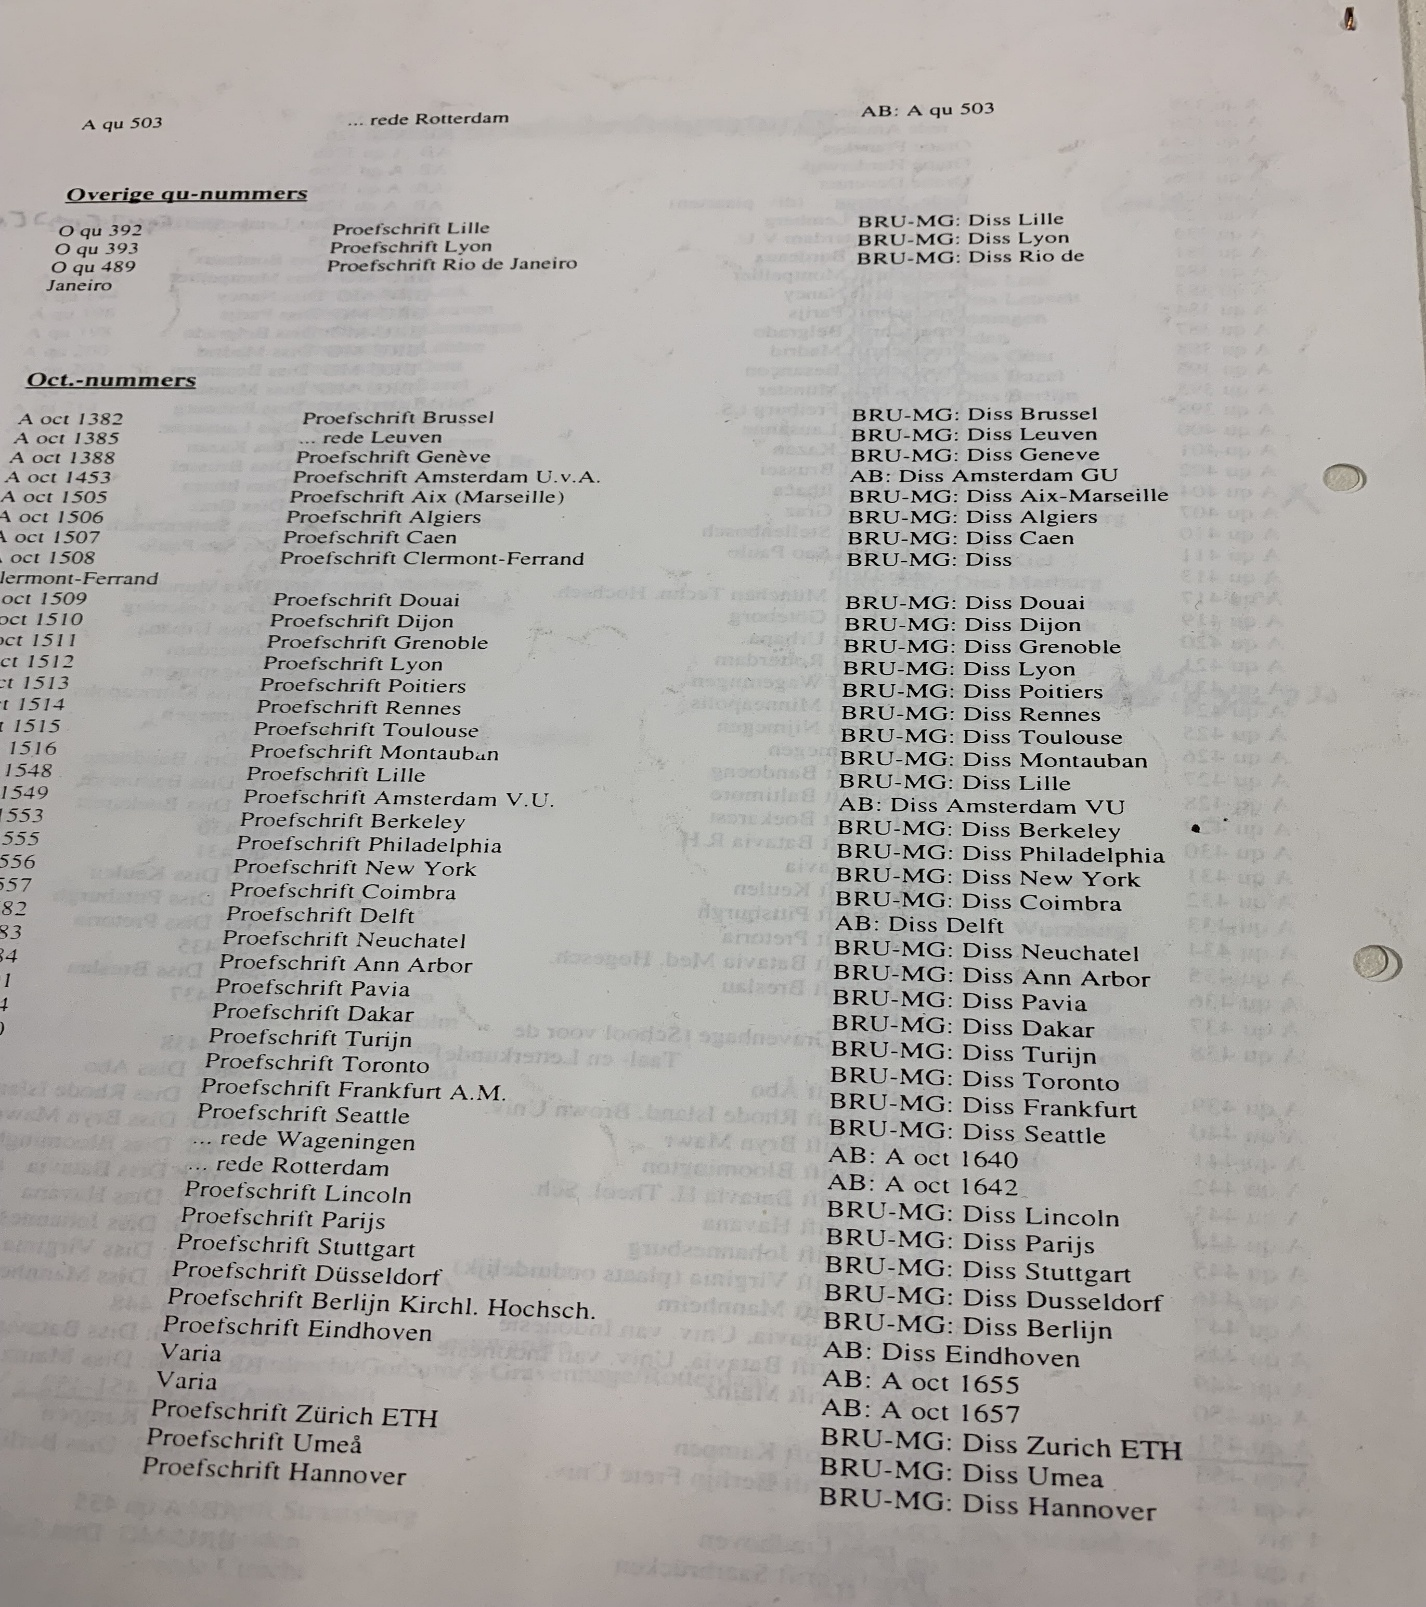 A qu 503 ... rede Rotterdam AB: A qu 503
Overige qu-nummers
O qu 392 Proefschrift Lille BRU-MG: Diss Lille
O qu 393 Proefschrift Lyon BRU-MG: Diss Lyon
O qu 489 Proefschrift Rio de Janeiro BRU-MG: Diss Rio de
Janeiro
Oct.-nummers
A oct 1382 Proefschrift Brussel BRU-MG: Diss Brussel
A oct 1385 ... rede Leuven BRU-MG: Diss Leuven
A oct 1388 Proefschrift Genève BRU-MG: Diss Geneve
A oct 1453 Proefschrift Amsterdam U.v.A. AB: Diss Amsterdam GU
A oct 1505 Proefschrift Aix (Marseille) BRU-MG: Diss Aix-Marseille
A oct 1506 Proefschrift Algiers BRU-MG: Diss Algiers
A oct 1507 Proefschrift Caen BRU-MG: Diss Caen
oct 1508 Proefschrift Clermont-Ferrand BRU-MG: Diss
lermont-Ferrand
oct 1509 Proefschrift Douai BRU-MG: Diss Douai
oct 1510 Proefschrift Dijon BRU-MG: Diss Dijon
oct 1511 Proefschrift Grenoble BRU-MG: Diss Grenoble
ct 1512 Proefschrift Lyon BRU-MG: Diss Lyon
ct 1513 Proefschrift Poitiers BRU-MG: Diss Poitiers
t 1514 Proefschrift Rennes BRU-MG: Diss Rennes
t 1515 Proefschrift Toulouse BRU-MG: Diss Toulouse
1516 Proefschrift Montauban BRU-MG: Diss Montauban
1548 Proefschrift Lille BRU-MG: Diss Lille
1549 Proefschrift Amsterdam V.U. AB: Diss Amsterdam VU
1553 Proefschrift Berkeley BRU-MG: Diss Berkeley
555 Proefschrift Philadelphia BRU-MG: Diss Philadelphia
556 Proefschrift New York BRU-MG: Diss New York
557 Proefschrift Coimbra BRU-MG: Diss Coimbra
82 Proefschrift Delft AB: Diss Delft
83 Proefschrift Neuchatel BRU-MG: Diss Neuchatel
84 Proefschrift Ann Arbor BRU-MG: Diss Ann Arbor
1 Proefschrift Pavia BRU-MG: Diss Pavia
4 Proefschrift Dakar BRU-MG: Diss Dakar
Proefschrift Turijn BRU-MG: Diss Turijn
Proefschrift Toronto BRU-MG: Diss Toronto
Proefschrift Frankfurt A.M. BRU-MG: Diss Frankfurt
Proefschrift Seattle BRU-MG: Diss Seattle
... rede Wageningen AB: A oct 1640
... rede Rotterdam AB: A oct 1642
Proefschrift Lincoln BRU-MG: Diss Lincoln
Proefschrift Parijs BRU-MG: Diss Parijs
Proefschrift Stuttgart BRU-MG: Diss Stuttgart
Proefschrift Düsseldorf BRU-MG: Diss Dusseldorf
Proefschrift Berlijn Kirchl. Hochsch. BRU-MG: Diss Berlijn
Proefschrift Eindhoven AB: Diss Eindhoven
Varia AB: A oct 1655
Varia AB: A oct 1657
Proefschrift Zürich ETH BRU-MG: Diss Zurich ETH
Proefschrift Umeå BRU-MG: Diss Umea
Proefschrift Hannover BRU-MG: Diss Hannover